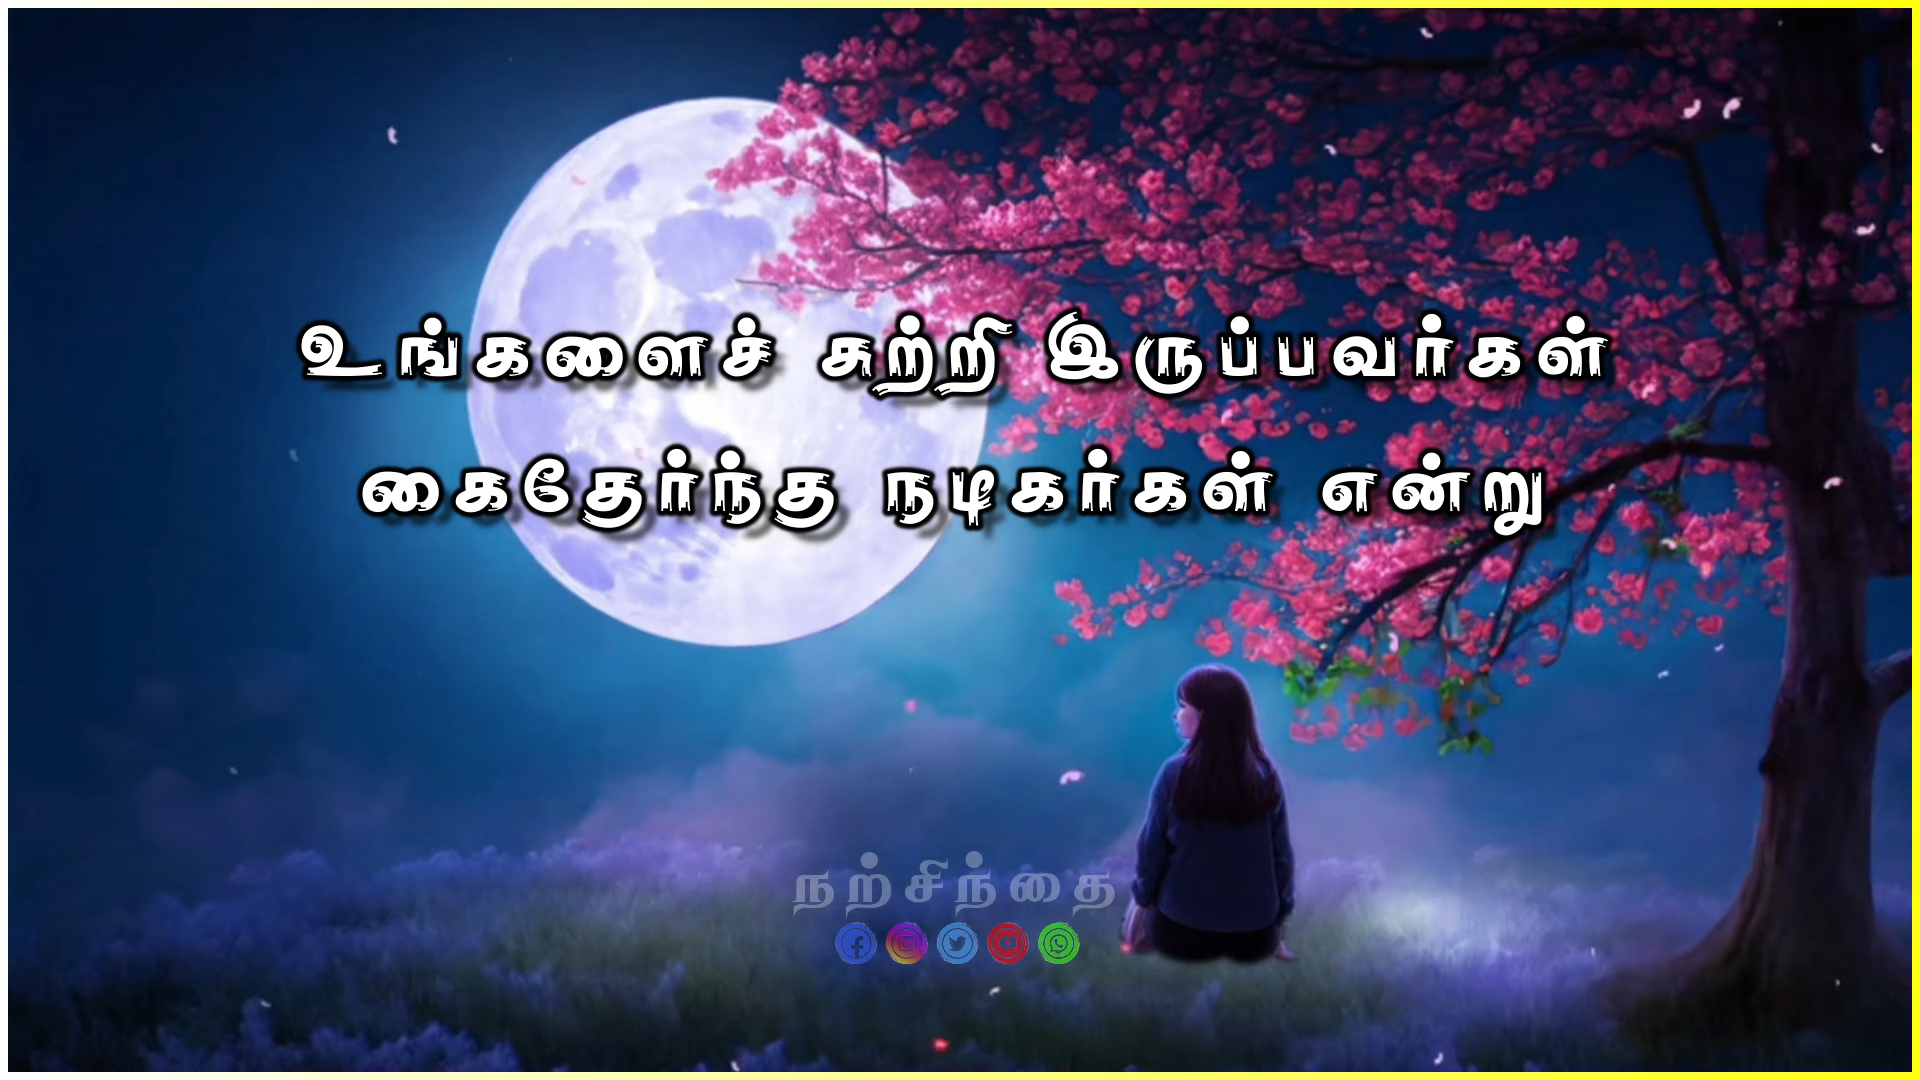 உங்களைச் சுற்றி இருப்பவர்கள்
கைதேர்ந்த நடிகர்கள் என்று
நற்சிந்தை